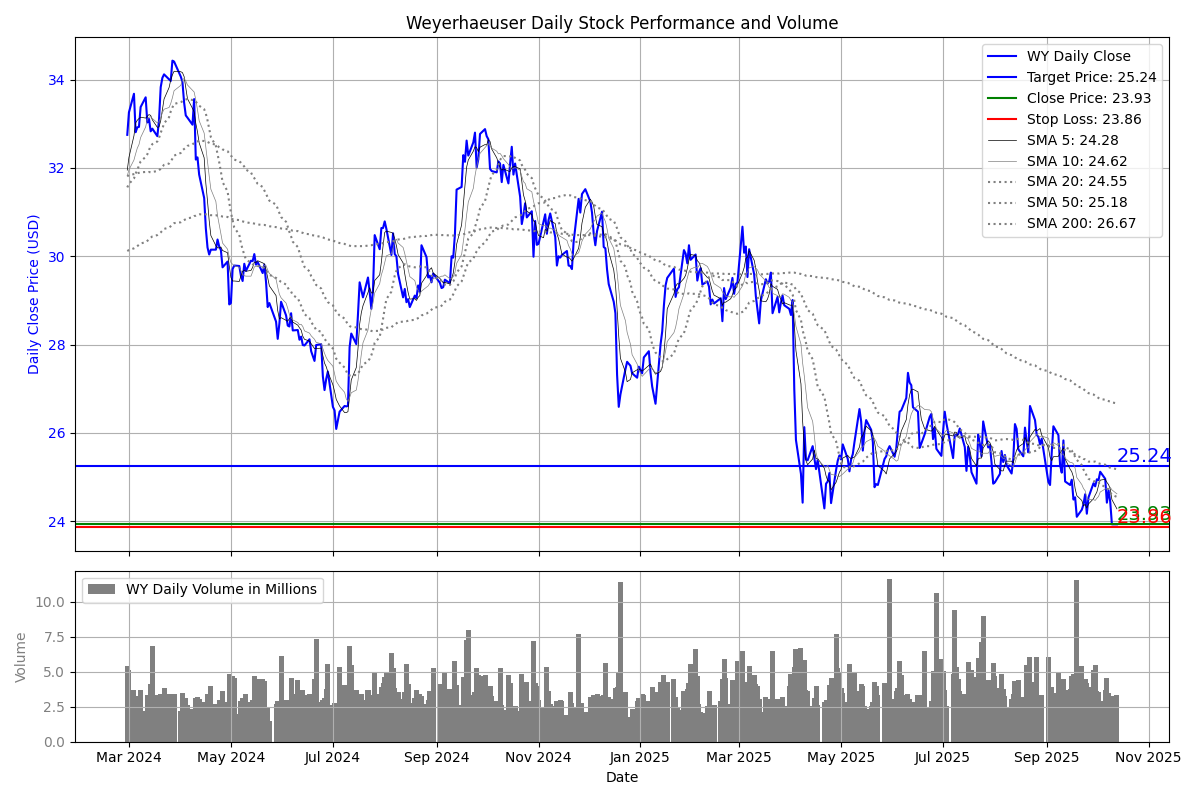 Weyerhaeuser Daily Stock Performance and Volume
WY Daily Close
Target Price: 25.24
Close Price: 23.93
Stop Loss: 23.86
SMA 5: 24.28
SMA 10: 24.62
SMA 20: 24.55
SMA 50: 25.18
SMA 200: 26.67
Daily Close Price (USD)
34
32
30
28
26
24
25.24
23.93
23.86
WY Daily Volume in Millions
Volume
10.0
7.5
5.0
2.5
0.0
Mar 2024
May 2024
Jul 2024
Sep 2024
Nov 2024
Jan 2025
Mar 2025
May 2025
Jul 2025
Sep 2025
Nov 2025
Date